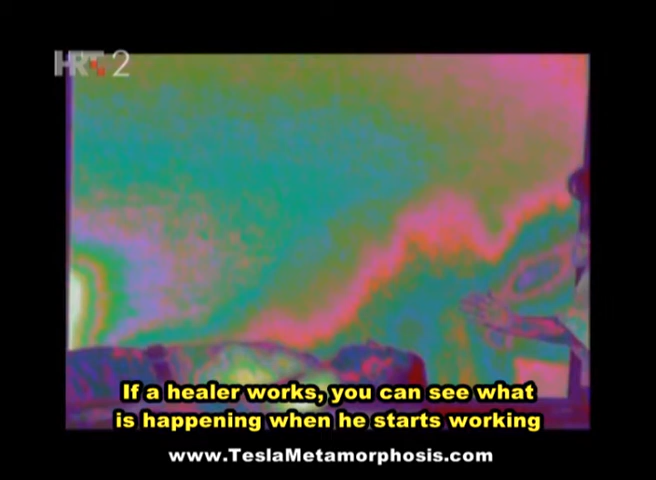 HRT 2
If a healer works, you can see what
is happening when he starts working
www.TeslaMetamorphosis.com